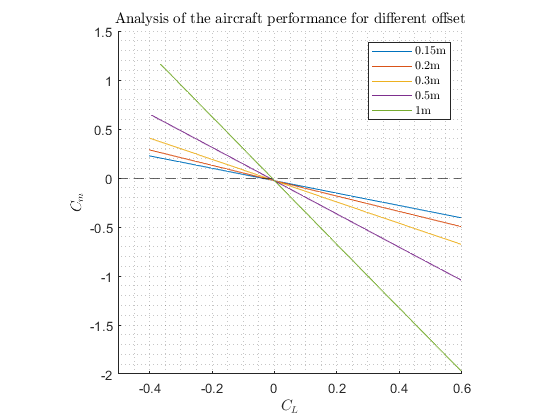 Analysis of the aircraft performance for different offset
1.5
1
0.5
0
-0.5
-1
-1.5
-2
C_m
0.15m
0.2m
0.3m
0.5m
1m
-0.4
-0.2
0
0.2
0.4
0.6
C_L